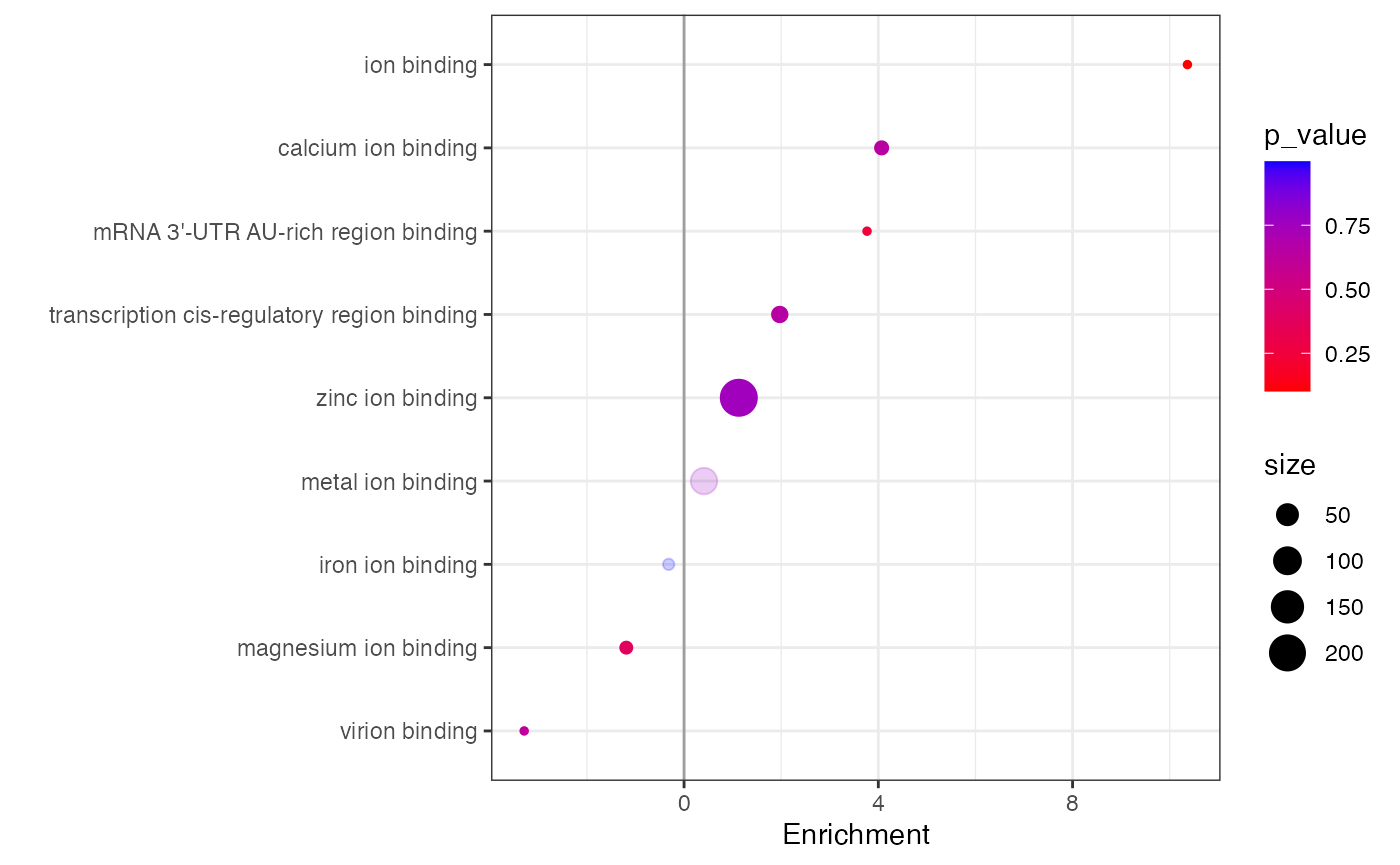 ion binding
calcium ion binding
mRNA 3'-UTR AU-rich region binding
transcription cis-regulatory region binding
zinc ion binding
metal ion binding
iron ion binding
magnesium ion binding
virion binding
0 4 8
Enrichment
p_value
0.75
0.50
0.25
size
50
100
150
200